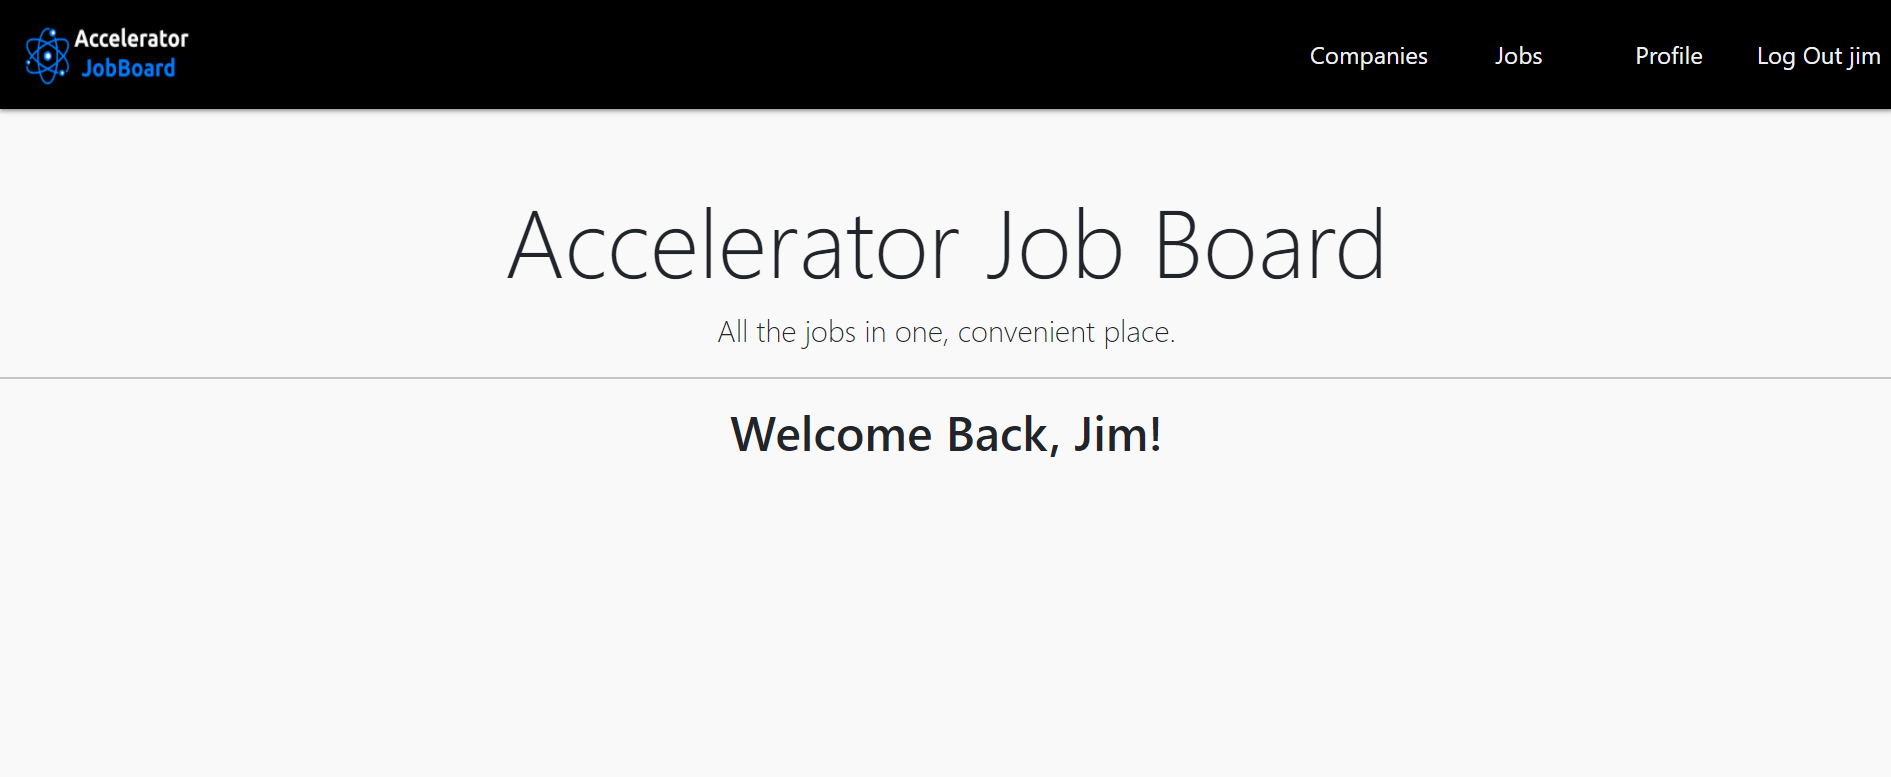 Accelerator
JobBoard
Companies Jobs Profile Log Out jim
Accelerator Job Board
All the jobs in one, convenient place.
Welcome Back, Jim!